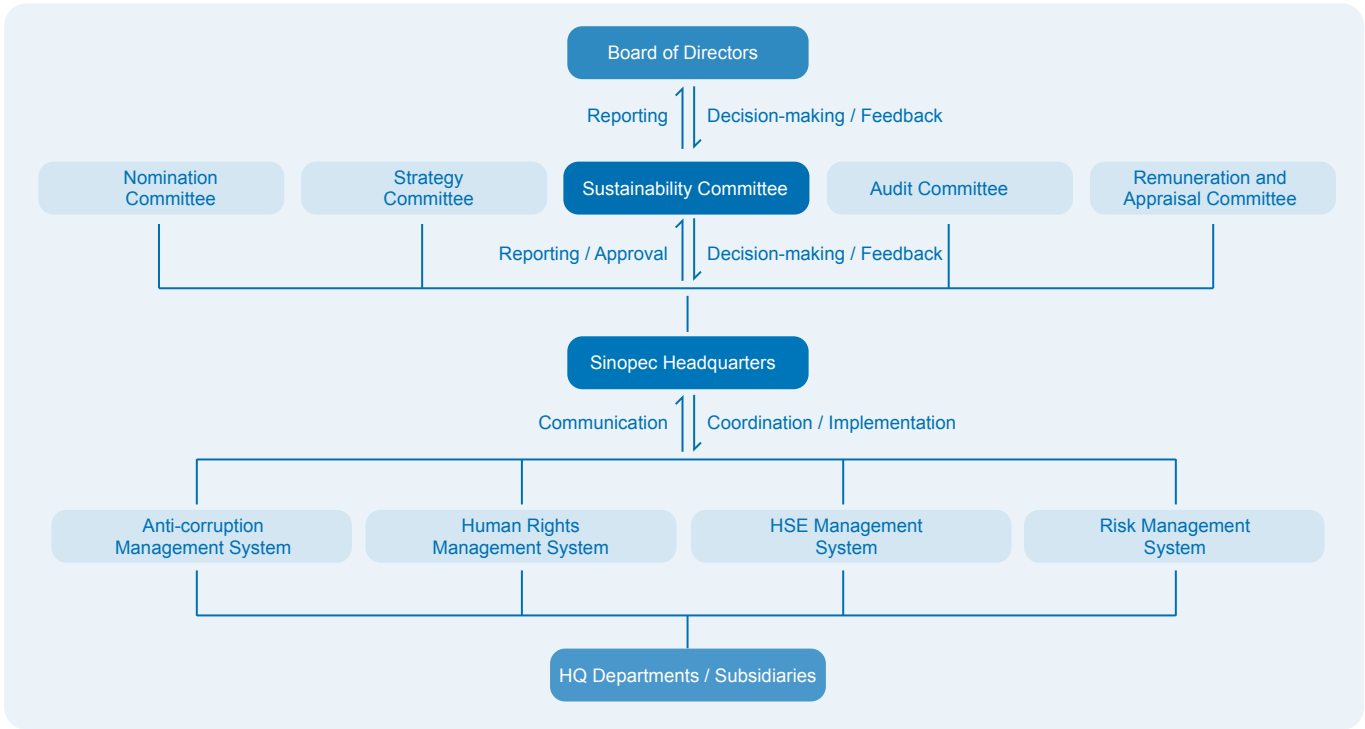 Board of Directors
Reporting
Decision-making / Feedback
Nomination
Committee
Strategy
Committee
Sustainability Committee
Audit Committee
Remuneration and
Appraisal Committee
Reporting / Approval
Decision-making / Feedback
Sinopec Headquarters
Communication
Coordination / Implementation
Anti-corruption
Management System
Human Rights
Management System
HSE Management
System
Risk Management
System
HQ Departments / Subsidiaries